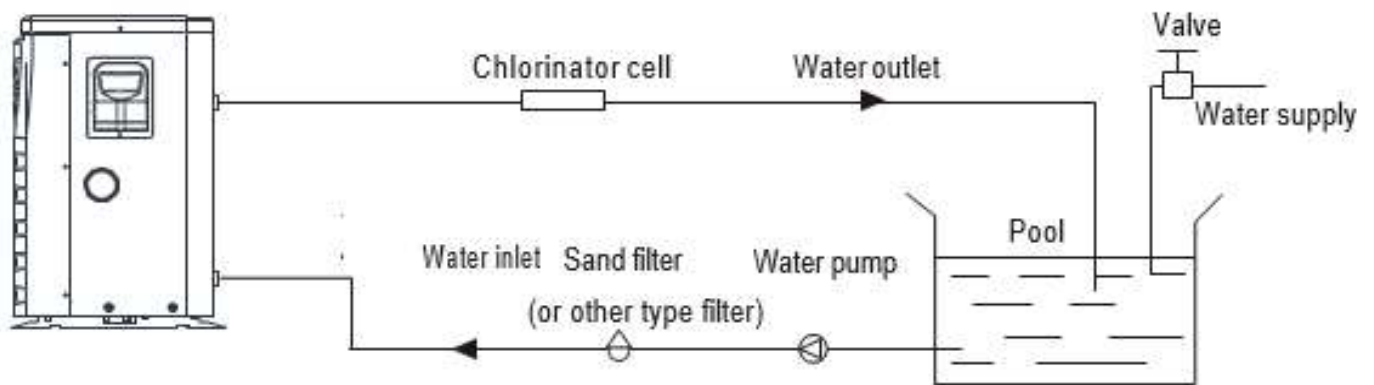 Valve
Chlorinator cell
Water outlet
Water supply
Pool
Water inlet
Sand filter
(or other type filter)
Water pump